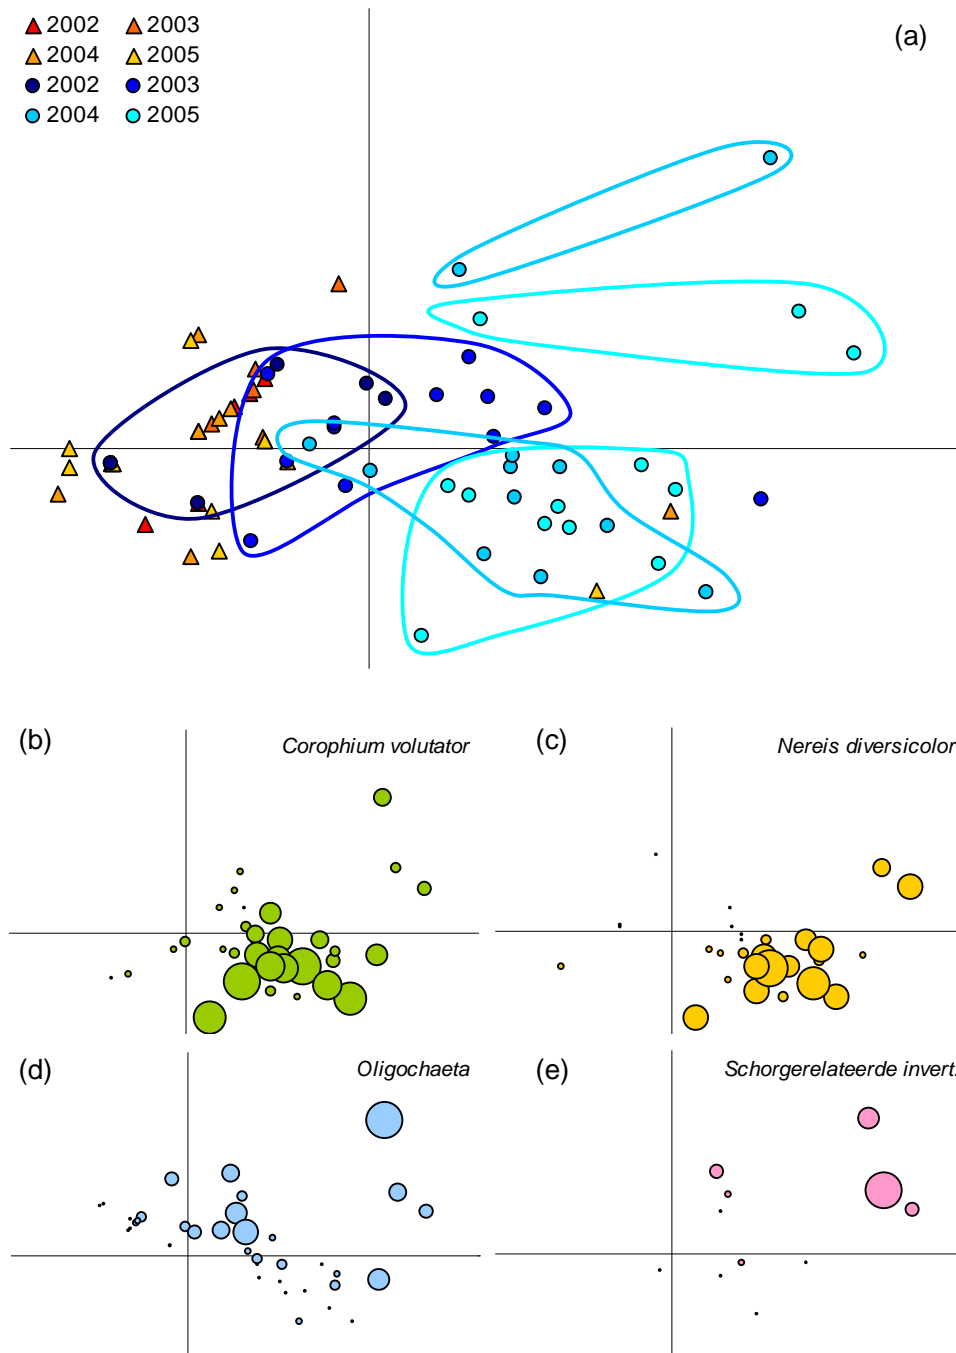 2002 2003
2004 2005
2002 2003
2004 2005
(a)
(b) Corophium volutator
(c) Nereis diversicolor
(d) Oligochaeta
(e) Schorgerelateerde invert.